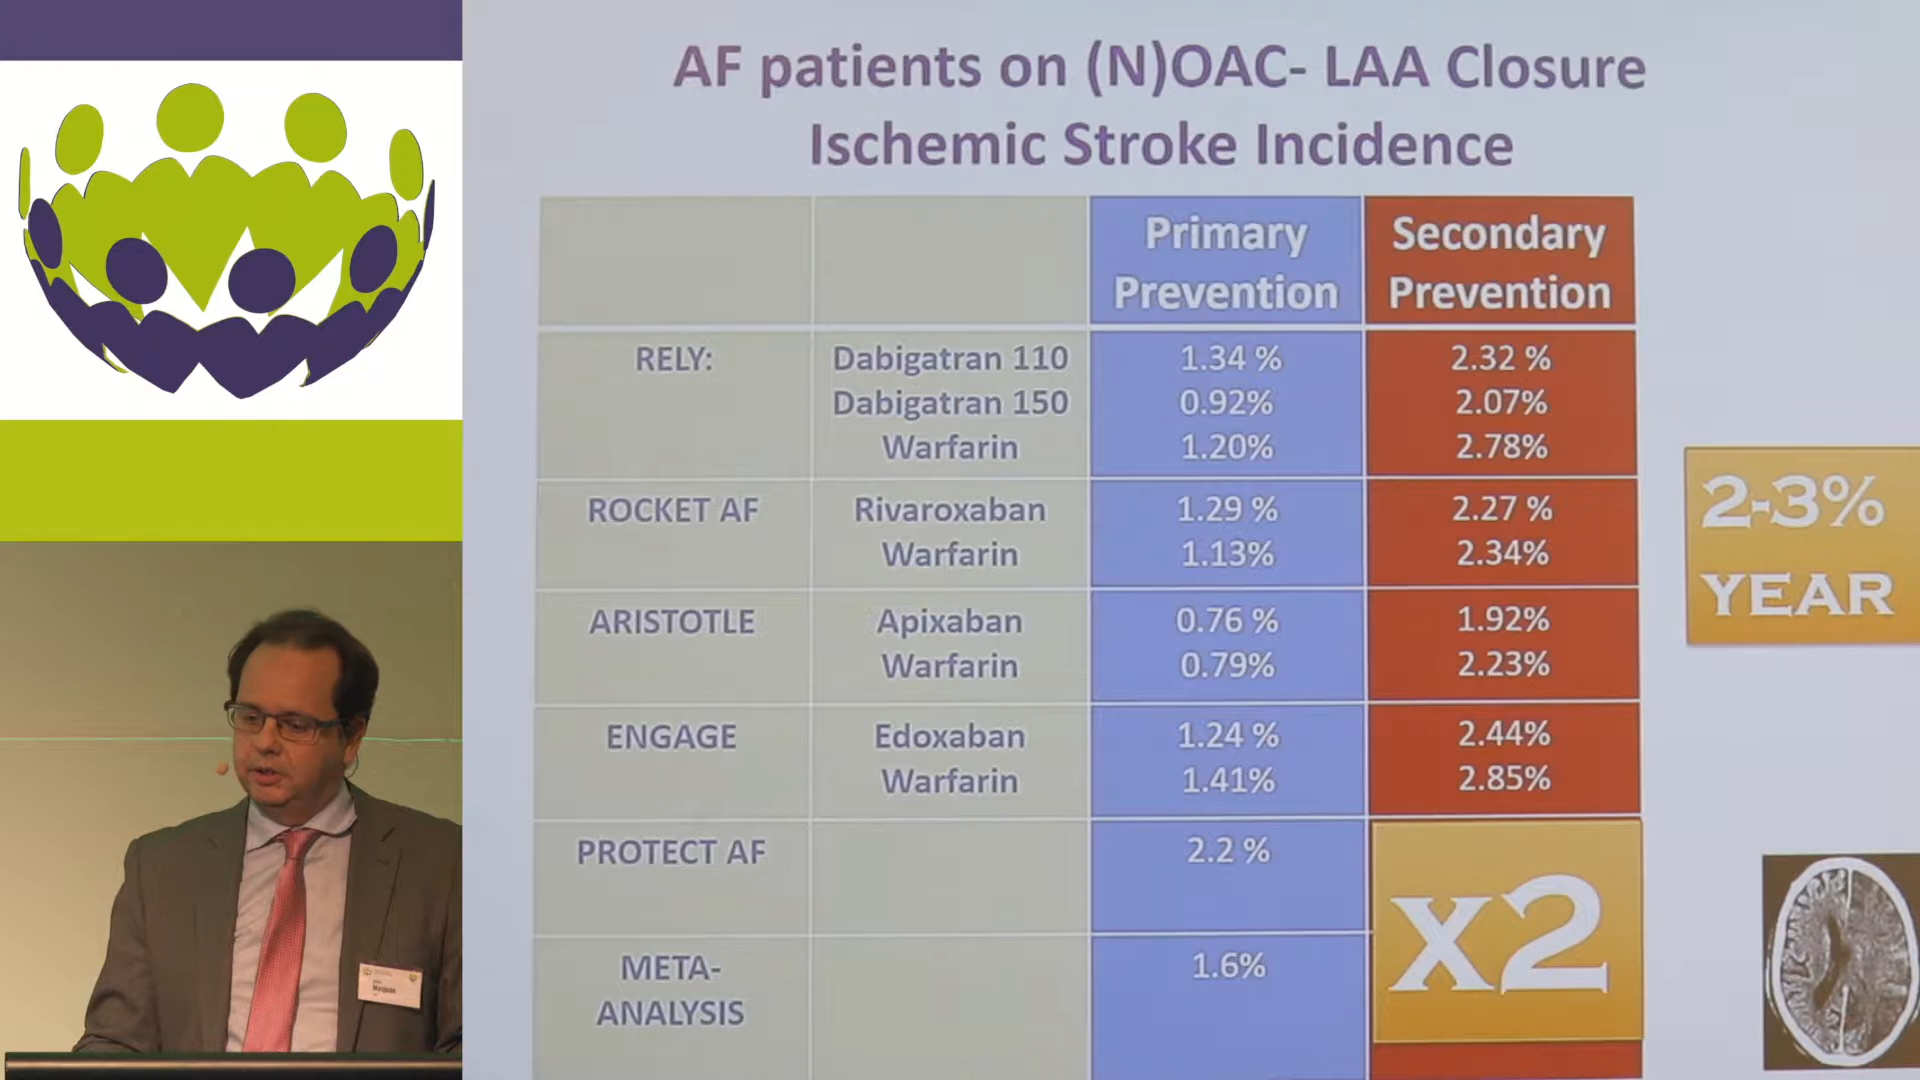 AF patients on (N)OAC- LAA Closure
Ischemic Stroke Incidence
Primary Prevention
Secondary Prevention
RELY: Dabigatran 110 1.34 % 2.32 %
Dabigatran 150 0.92% 2.07%
Warfarin 1.20% 2.78%
ROCKET AF Rivaroxaban 1.29 % 2.27 %
Warfarin 1.13% 2.34%
ARISTOTLE Apixaban 0.76 % 1.92%
Warfarin 0.79% 2.23%
ENGAGE Edoxaban 1.24 % 2.44%
Warfarin 1.41% 2.85%
PROTECT AF 2.2 %
META-
ANALYSIS 1.6%
X2
2-3%
YEAR